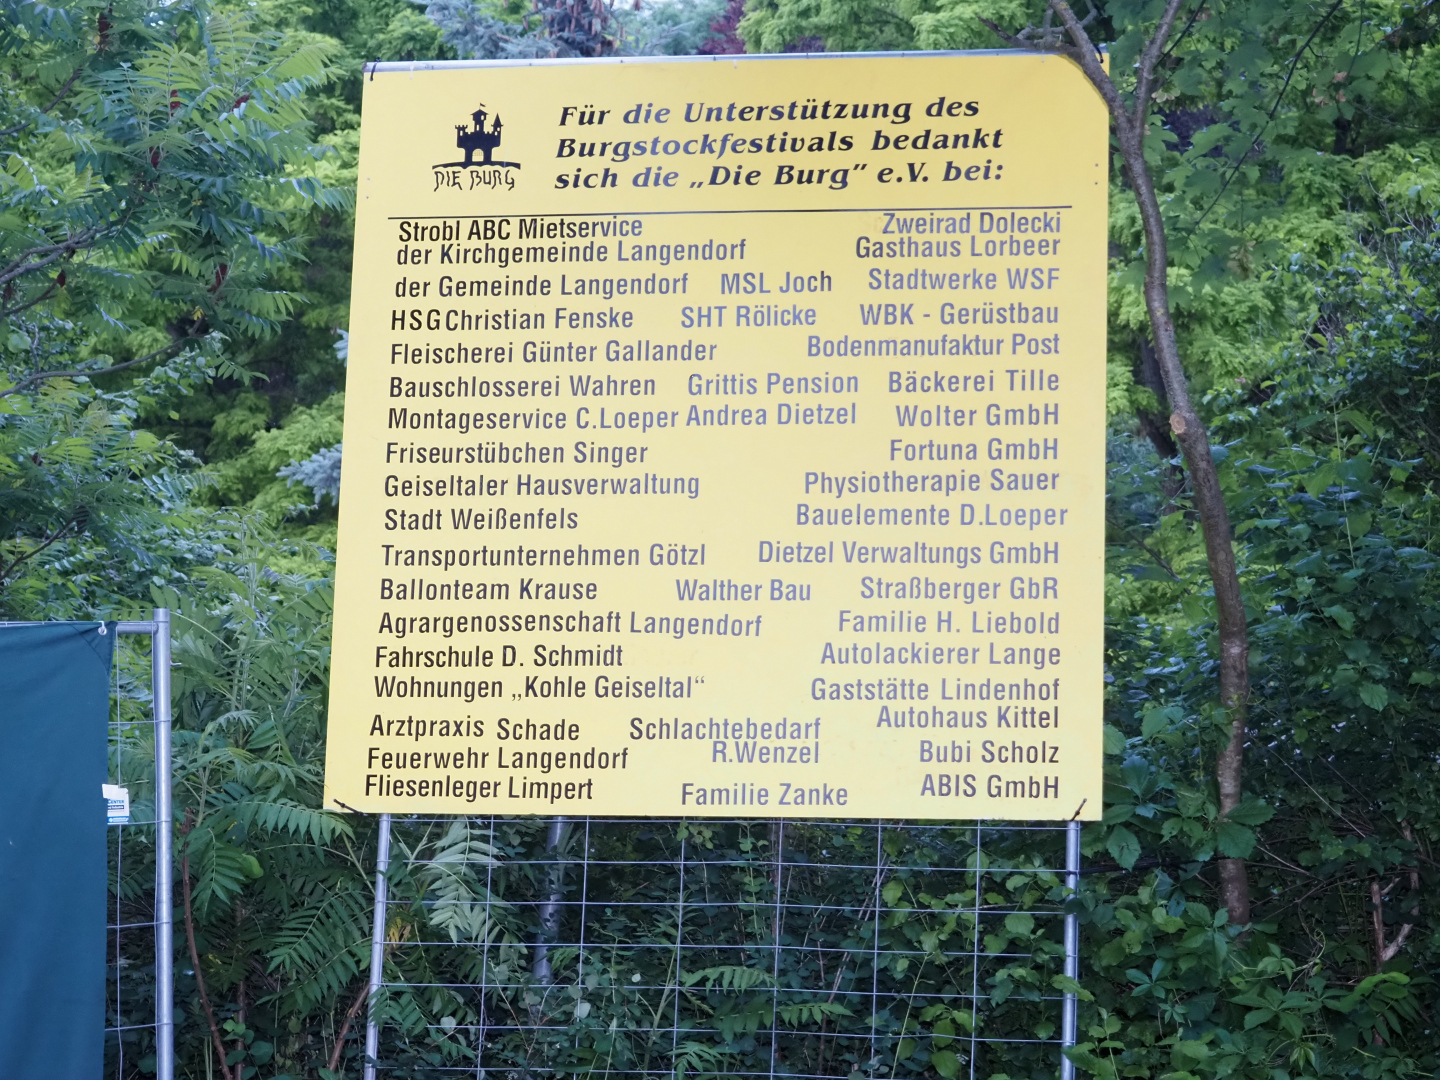 DIE BURG
Für die Unterstützung des
Burgstockfestivals bedankt
sich die „Die Burg” e.V. bei:
Strobl ABC Mietservice Zweirad Dolecki
der Kirchgemeinde Langendorf Gasthaus Lorbeer
der Gemeinde Langendorf MSL Joch Stadtwerke WSF
HSG Christian Fenske SHT Rölicke WBK - Gerüstbau
Fleischerei Günter Gallander Bodenmanufaktur Post
Bauschlosserei Wahren Grittis Pension Bäckerei Tille
Montageservice C.Loeper Andrea Dietzel Wolter GmbH
Friseurstübchen Singer Fortuna GmbH
Geiseltaler Hausverwaltung Physiotherapie Sauer
Stadt Weißenfels Bauelemente D.Loeper
Transportunternehmen Götzl Dietzel Verwaltungs GmbH
Ballonteam Krause Walther Bau Straßberger GbR
Agrargenossenschaft Langendorf Familie H. Liebold
Fahrschule D. Schmidt Autolackierer Lange
Wohnungen „Kohle Geiseltal“ Gaststätte Lindenhof
Arztpraxis Schade Schlachtebedarf Autohaus Kittel
Feuerwehr Langendorf R.Wenzel Bubi Scholz
Fliesenleger Limpert Familie Zanke ABIS GmbH